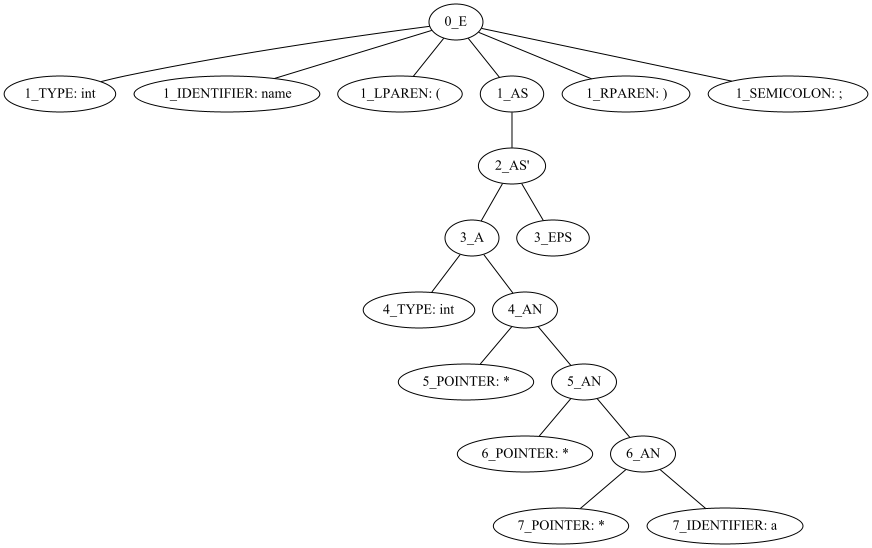 0_E
1_TYPE: int
1_IDENTIFIER: name
1_LPAREN: (
1_AS
1_RPAREN: )
1_SEMICOLON: ;
2_AS'
3_A
3_EPS
4_TYPE: int
4_AN
5_POINTER: *
5_AN
6_POINTER: *
6_AN
7_POINTER: *
7_IDENTIFIER: a